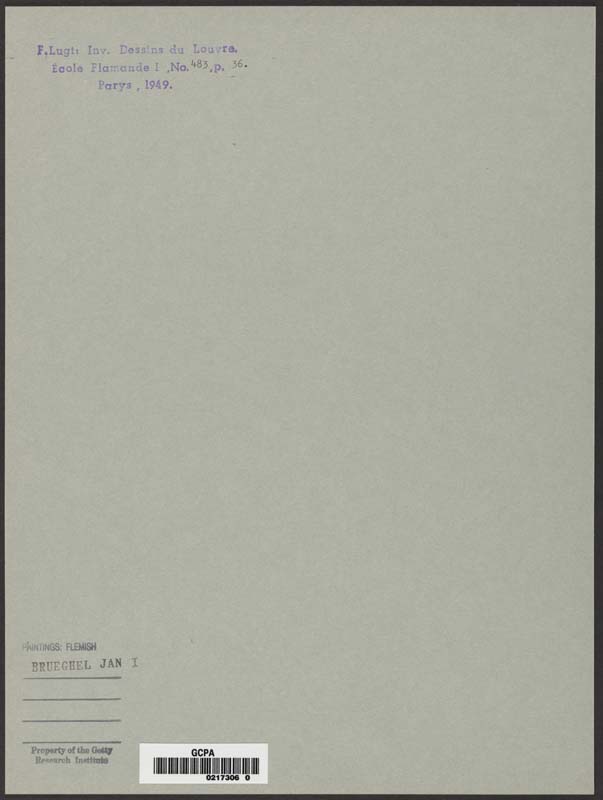 F.Lugt: Inv. Dessins du Louvre.
École Flamande I ,No.483,p. 36.
Parys , 1949.
PAINTINGS: FLEMISH
BRUEGHEL JAN I
Property of the Getty
Research Institute
GCPA
0217306 0